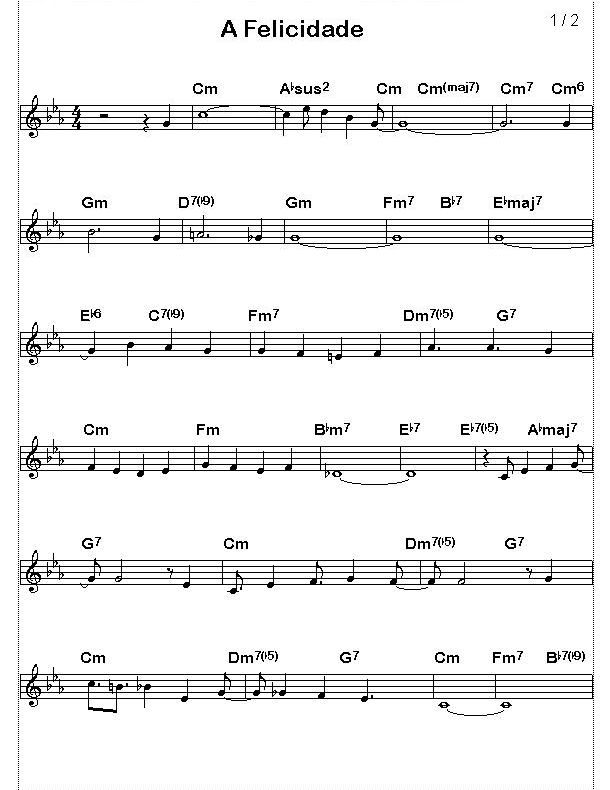 1 / 2
A Felicidade
Cm A♭sus2 Cm Cm(maj7) Cm7 Cm6
4
4
Gm D7(♭9) Gm Fm7 B♭7 E♭maj7
E♭6 C7(♭9) Fm7 Dm7(♭5) G7
Cm Fm B♭m7 E♭7 E♭7(♭5) A♭maj7
G7 Cm Dm7(♭5) G7
Cm Dm7(♭5) G7 Cm Fm7 B♭7(♭9)